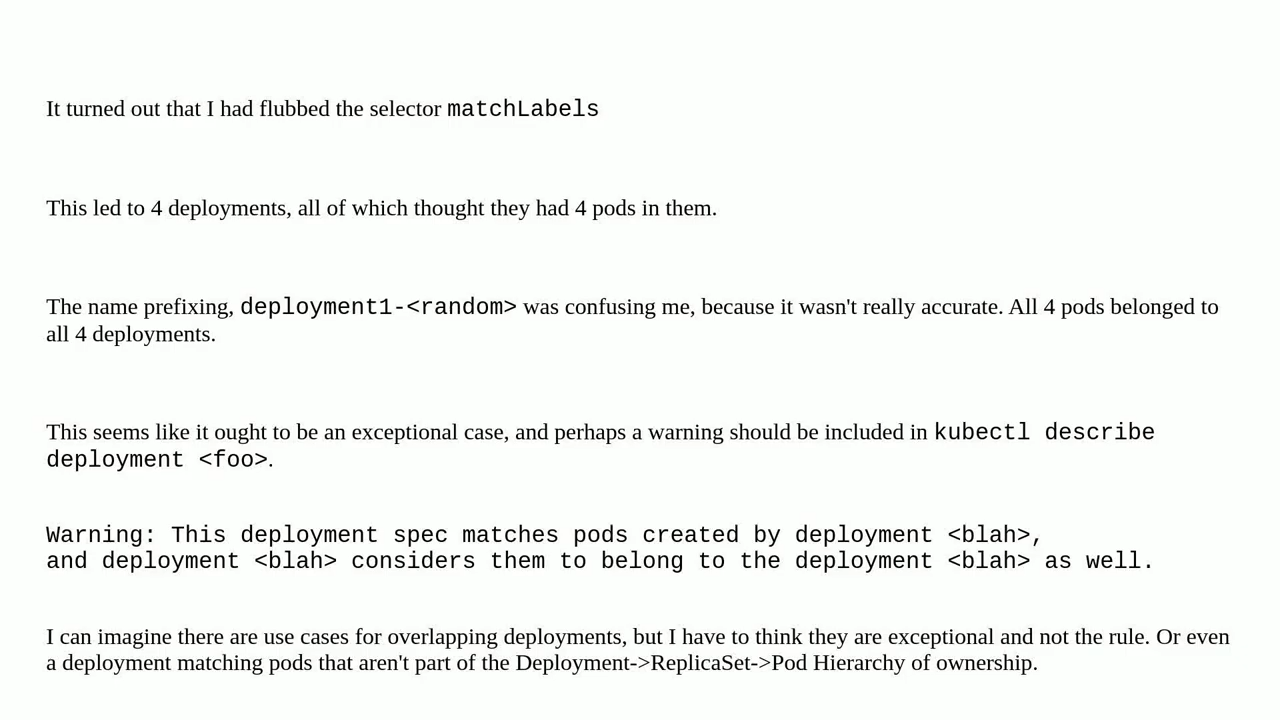 It turned out that I had flubbed the selector matchLabels
This led to 4 deployments, all of which thought they had 4 pods in them.
The name prefixing, deployment1-<random> was confusing me, because it wasn't really accurate. All 4 pods belonged to
all 4 deployments.
This seems like it ought to be an exceptional case, and perhaps a warning should be included in kubectl describe
deployment <foo>.
Warning: This deployment spec matches pods created by deployment <blah>,
and deployment <blah> considers them to belong to the deployment <blah> as well.
I can imagine there are use cases for overlapping deployments, but I have to think they are exceptional and not the rule. Or even
a deployment matching pods that aren't part of the Deployment->ReplicaSet->Pod Hierarchy of ownership.